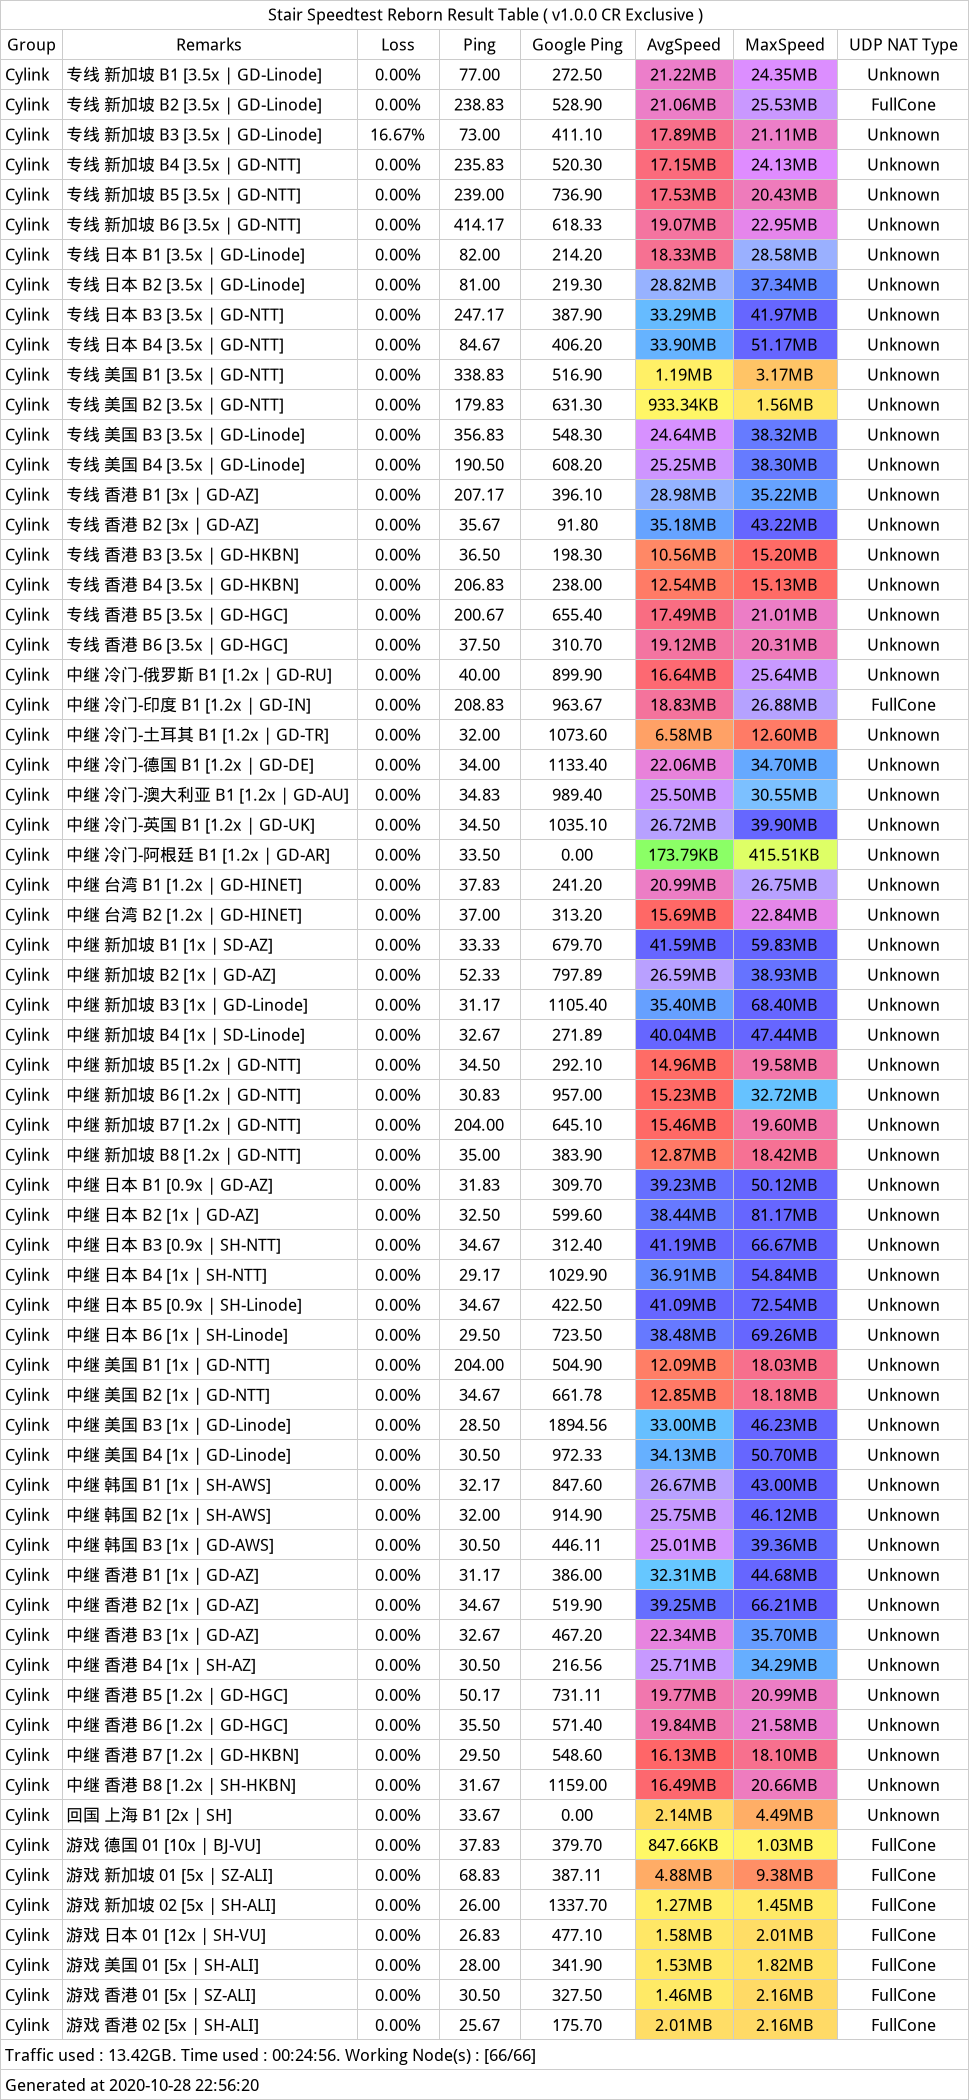 Stair Speedtest Reborn Result Table ( v1.0.0 CR Exclusive )
Group Remarks Loss Ping Google Ping AvgSpeed MaxSpeed UDP NAT Type
Cylink 专线 新加坡 B1 [3.5x | GD-Linode] 0.00% 77.00 272.50 21.22MB 24.35MB Unknown
Cylink 专线 新加坡 B2 [3.5x | GD-Linode] 0.00% 238.83 528.90 21.06MB 25.53MB FullCone
Cylink 专线 新加坡 B3 [3.5x | GD-Linode] 16.67% 73.00 411.10 17.89MB 21.11MB Unknown
Cylink 专线 新加坡 B4 [3.5x | GD-NTT] 0.00% 235.83 520.30 17.15MB 24.13MB Unknown
Cylink 专线 新加坡 B5 [3.5x | GD-NTT] 0.00% 239.00 736.90 17.53MB 20.43MB Unknown
Cylink 专线 新加坡 B6 [3.5x | GD-NTT] 0.00% 414.17 618.33 19.07MB 22.95MB Unknown
Cylink 专线 日本 B1 [3.5x | GD-Linode] 0.00% 82.00 214.20 18.33MB 28.58MB Unknown
Cylink 专线 日本 B2 [3.5x | GD-Linode] 0.00% 81.00 219.30 28.82MB 37.34MB Unknown
Cylink 专线 日本 B3 [3.5x | GD-NTT] 0.00% 247.17 387.90 33.29MB 41.97MB Unknown
Cylink 专线 日本 B4 [3.5x | GD-NTT] 0.00% 84.67 406.20 33.90MB 51.17MB Unknown
Cylink 专线 美国 B1 [3.5x | GD-NTT] 0.00% 338.83 516.90 1.19MB 3.17MB Unknown
Cylink 专线 美国 B2 [3.5x | GD-NTT] 0.00% 179.83 631.30 933.34KB 1.56MB Unknown
Cylink 专线 美国 B3 [3.5x | GD-Linode] 0.00% 356.83 548.30 24.64MB 38.32MB Unknown
Cylink 专线 美国 B4 [3.5x | GD-Linode] 0.00% 190.50 608.20 25.25MB 38.30MB Unknown
Cylink 专线 香港 B1 [3x | GD-AZ] 0.00% 207.17 396.10 28.98MB 35.22MB Unknown
Cylink 专线 香港 B2 [3x | GD-AZ] 0.00% 35.67 91.80 35.18MB 43.22MB Unknown
Cylink 专线 香港 B3 [3.5x | GD-HKBN] 0.00% 36.50 198.30 10.56MB 15.20MB Unknown
Cylink 专线 香港 B4 [3.5x | GD-HKBN] 0.00% 206.83 238.00 12.54MB 15.13MB Unknown
Cylink 专线 香港 B5 [3.5x | GD-HGC] 0.00% 200.67 655.40 17.49MB 21.01MB Unknown
Cylink 专线 香港 B6 [3.5x | GD-HGC] 0.00% 37.50 310.70 19.12MB 20.31MB Unknown
Cylink 中继 冷门-俄罗斯 B1 [1.2x | GD-RU] 0.00% 40.00 899.90 16.64MB 25.64MB Unknown
Cylink 中继 冷门-印度 B1 [1.2x | GD-IN] 0.00% 208.83 963.67 18.83MB 26.88MB FullCone
Cylink 中继 冷门-土耳其 B1 [1.2x | GD-TR] 0.00% 32.00 1073.60 6.58MB 12.60MB Unknown
Cylink 中继 冷门-德国 B1 [1.2x | GD-DE] 0.00% 34.00 1133.40 22.06MB 34.70MB Unknown
Cylink 中继 冷门-澳大利亚 B1 [1.2x | GD-AU] 0.00% 34.83 989.40 25.50MB 30.55MB Unknown
Cylink 中继 冷门-英国 B1 [1.2x | GD-UK] 0.00% 34.50 1035.10 26.72MB 39.90MB Unknown
Cylink 中继 冷门-阿根廷 B1 [1.2x | GD-AR] 0.00% 33.50 0.00 173.79KB 415.51KB Unknown
Cylink 中继 台湾 B1 [1.2x | GD-HINET] 0.00% 37.83 241.20 20.99MB 26.75MB Unknown
Cylink 中继 台湾 B2 [1.2x | GD-HINET] 0.00% 37.00 313.20 15.69MB 22.84MB Unknown
Cylink 中继 新加坡 B1 [1x | SD-AZ] 0.00% 33.33 679.70 41.59MB 59.83MB Unknown
Cylink 中继 新加坡 B2 [1x | GD-AZ] 0.00% 52.33 797.89 26.59MB 38.93MB Unknown
Cylink 中继 新加坡 B3 [1x | GD-Linode] 0.00% 31.17 1105.40 35.40MB 68.40MB Unknown
Cylink 中继 新加坡 B4 [1x | SD-Linode] 0.00% 32.67 271.89 40.04MB 47.44MB Unknown
Cylink 中继 新加坡 B5 [1.2x | GD-NTT] 0.00% 34.50 292.10 14.96MB 19.58MB Unknown
Cylink 中继 新加坡 B6 [1.2x | GD-NTT] 0.00% 30.83 957.00 15.23MB 32.72MB Unknown
Cylink 中继 新加坡 B7 [1.2x | GD-NTT] 0.00% 204.00 645.10 15.46MB 19.60MB Unknown
Cylink 中继 新加坡 B8 [1.2x | GD-NTT] 0.00% 35.00 383.90 12.87MB 18.42MB Unknown
Cylink 中继 日本 B1 [0.9x | GD-AZ] 0.00% 31.83 309.70 39.23MB 50.12MB Unknown
Cylink 中继 日本 B2 [1x | GD-AZ] 0.00% 32.50 599.60 38.44MB 81.17MB Unknown
Cylink 中继 日本 B3 [0.9x | SH-NTT] 0.00% 34.67 312.40 41.19MB 66.67MB Unknown
Cylink 中继 日本 B4 [1x | SH-NTT] 0.00% 29.17 1029.90 36.91MB 54.84MB Unknown
Cylink 中继 日本 B5 [0.9x | SH-Linode] 0.00% 34.67 422.50 41.09MB 72.54MB Unknown
Cylink 中继 日本 B6 [1x | SH-Linode] 0.00% 29.50 723.50 38.48MB 69.26MB Unknown
Cylink 中继 美国 B1 [1x | GD-NTT] 0.00% 204.00 504.90 12.09MB 18.03MB Unknown
Cylink 中继 美国 B2 [1x | GD-NTT] 0.00% 34.67 661.78 12.85MB 18.18MB Unknown
Cylink 中继 美国 B3 [1x | GD-Linode] 0.00% 28.50 1894.56 33.00MB 46.23MB Unknown
Cylink 中继 美国 B4 [1x | GD-Linode] 0.00% 30.50 972.33 34.13MB 50.70MB Unknown
Cylink 中继 韩国 B1 [1x | SH-AWS] 0.00% 32.17 847.60 26.67MB 43.00MB Unknown
Cylink 中继 韩国 B2 [1x | SH-AWS] 0.00% 32.00 914.90 25.75MB 46.12MB Unknown
Cylink 中继 韩国 B3 [1x | GD-AWS] 0.00% 30.50 446.11 25.01MB 39.36MB Unknown
Cylink 中继 香港 B1 [1x | GD-AZ] 0.00% 31.17 386.00 32.31MB 44.68MB Unknown
Cylink 中继 香港 B2 [1x | GD-AZ] 0.00% 34.67 519.90 39.25MB 66.21MB Unknown
Cylink 中继 香港 B3 [1x | GD-AZ] 0.00% 32.67 467.20 22.34MB 35.70MB Unknown
Cylink 中继 香港 B4 [1x | SH-AZ] 0.00% 30.50 216.56 25.71MB 34.29MB Unknown
Cylink 中继 香港 B5 [1.2x | GD-HGC] 0.00% 50.17 731.11 19.77MB 20.99MB Unknown
Cylink 中继 香港 B6 [1.2x | GD-HGC] 0.00% 35.50 571.40 19.84MB 21.58MB Unknown
Cylink 中继 香港 B7 [1.2x | GD-HKBN] 0.00% 29.50 548.60 16.13MB 18.10MB Unknown
Cylink 中继 香港 B8 [1.2x | SH-HKBN] 0.00% 31.67 1159.00 16.49MB 20.66MB Unknown
Cylink 回国 上海 B1 [2x | SH] 0.00% 33.67 0.00 2.14MB 4.49MB Unknown
Cylink 游戏 德国 01 [10x | BJ-VU] 0.00% 37.83 379.70 847.66KB 1.03MB FullCone
Cylink 游戏 新加坡 01 [5x | SZ-ALI] 0.00% 68.83 387.11 4.88MB 9.38MB FullCone
Cylink 游戏 新加坡 02 [5x | SH-ALI] 0.00% 26.00 1337.70 1.27MB 1.45MB FullCone
Cylink 游戏 日本 01 [12x | SH-VU] 0.00% 26.83 477.10 1.58MB 2.01MB FullCone
Cylink 游戏 美国 01 [5x | SH-ALI] 0.00% 28.00 341.90 1.53MB 1.82MB FullCone
Cylink 游戏 香港 01 [5x | SZ-ALI] 0.00% 30.50 327.50 1.46MB 2.16MB FullCone
Cylink 游戏 香港 02 [5x | SH-ALI] 0.00% 25.67 175.70 2.01MB 2.16MB FullCone
Traffic used : 13.42GB. Time used : 00:24:56. Working Node(s) : [66/66]
Generated at 2020-10-28 22:56:20